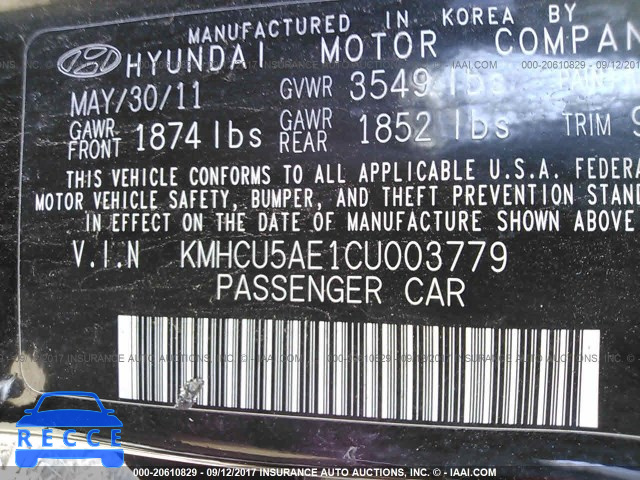 MANUFACTURED IN KOREA BY
HYUNDAI MOTOR COMPAN
MAY/30/11 GVWR 3549 lbs
GAWR FRONT 1874 lbs GAWR REAR 1852 lbs TRIM
THIS VEHICLE CONFORMS TO ALL APPLICABLE U.S.A. FEDERA
MOTOR VEHICLE SAFETY, BUMPER, AND THEFT PREVENTION STAND
IN EFFECT ON THE DATE OF MANUFACTURE SHOWN ABOVE
V.I.N KMHCU5AE1CU003779
PASSENGER CAR
RECCE
000-20610829 - 09/12/2017 INSURANCE AUTO AUCTIONS, INC. - © - IAAI.COM